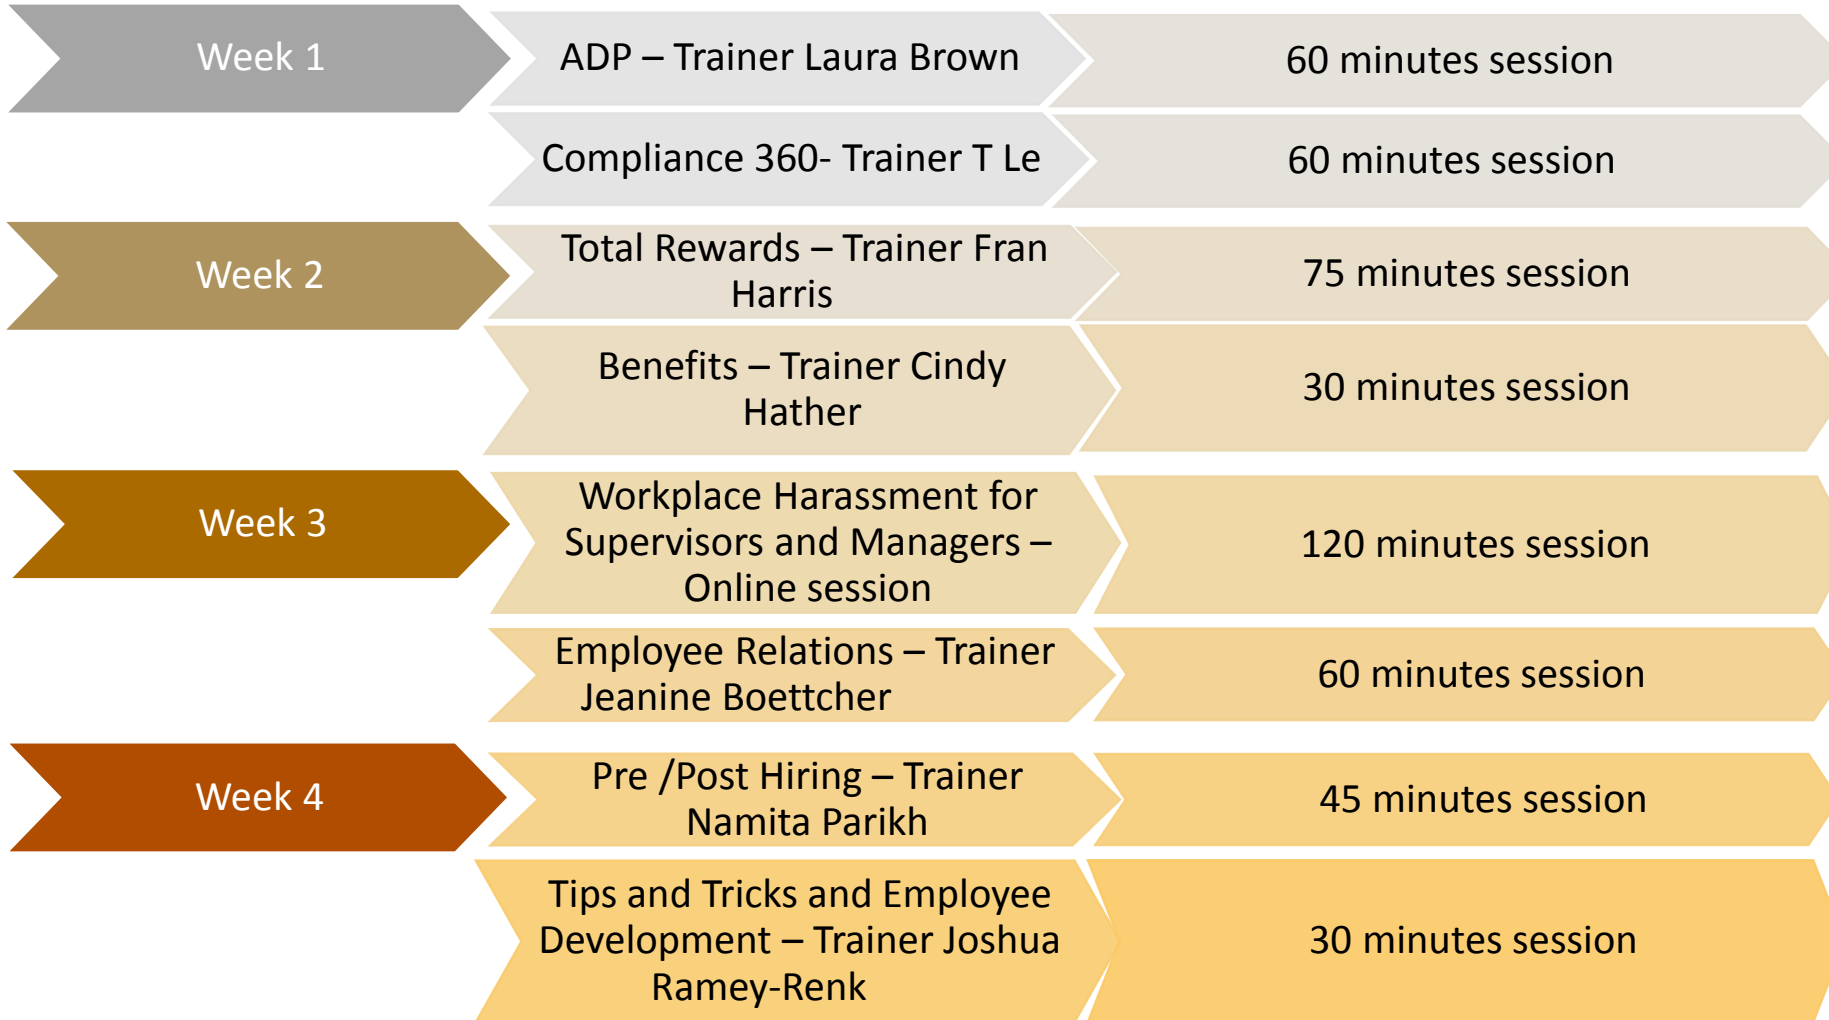 Week 1
ADP – Trainer Laura Brown
60 minutes session
Compliance 360- Trainer T Le
60 minutes session
Week 2
Total Rewards – Trainer Fran
Harris
75 minutes session
Benefits – Trainer Cindy
Hather
30 minutes session
Week 3
Workplace Harassment for
Supervisors and Managers –
Online session
120 minutes session
Employee Relations – Trainer
Jeanine Boettcher
60 minutes session
Week 4
Pre /Post Hiring – Trainer
Namita Parikh
45 minutes session
Tips and Tricks and Employee
Development – Trainer Joshua
Ramey-Renk
30 minutes session